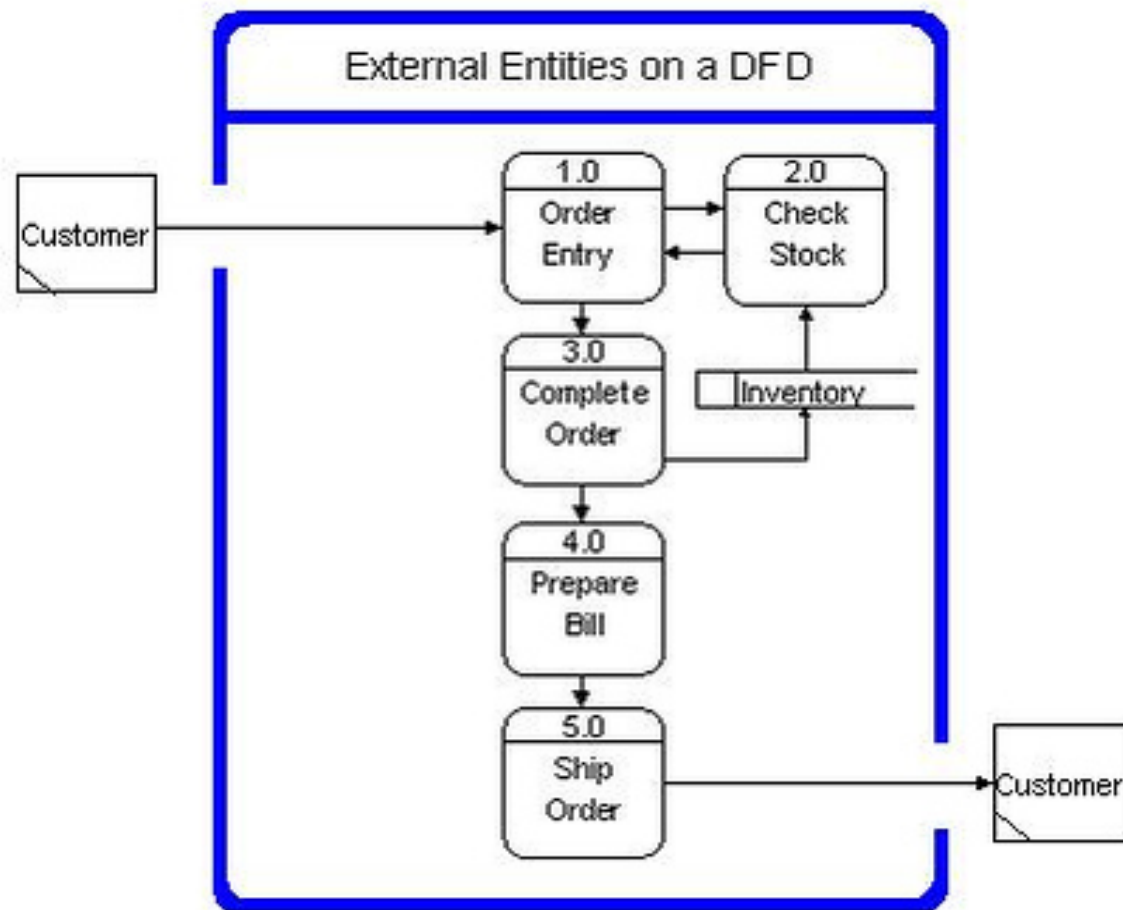 External Entities on a DFD
Customer
1.0
Order
Entry
2.0
Check
Stock
3.0
Complete
Order
Inventory
4.0
Prepare
Bill
5.0
Ship
Order
Customer